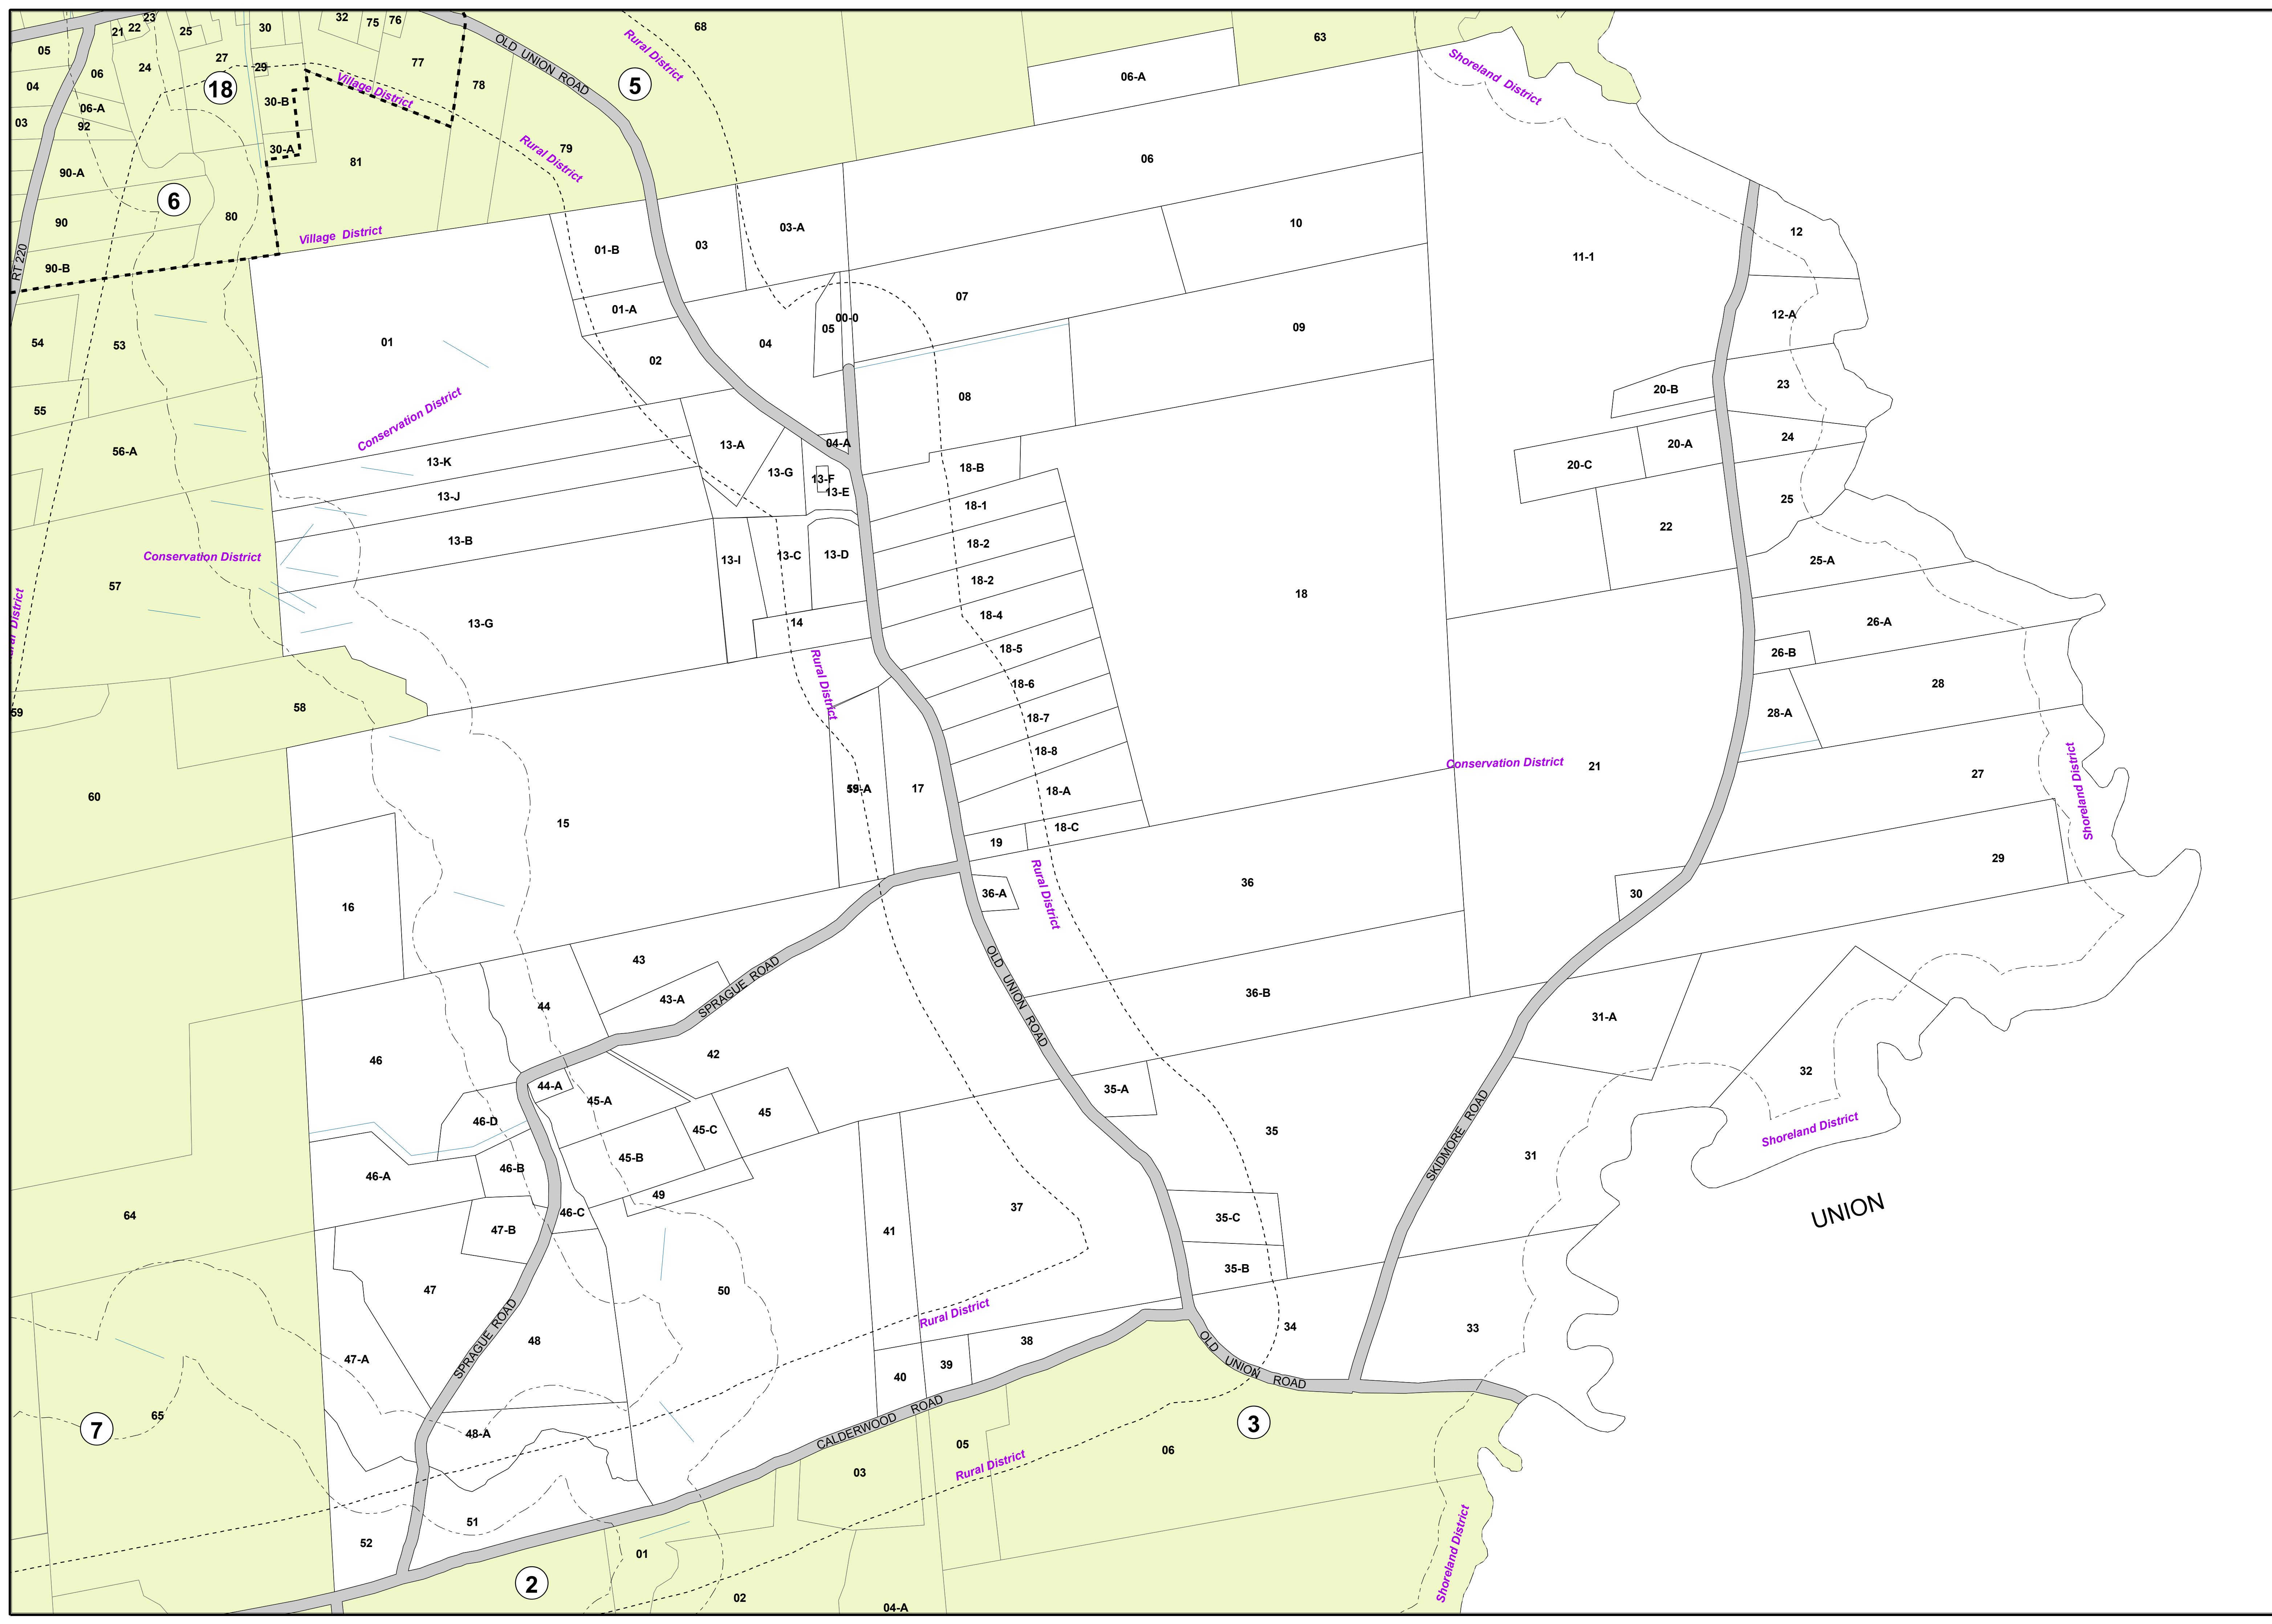 23
32
75
76
21
22
25
30
05
06
24
27
29
77
04
18
30-B
Village District
78
OLD UNION ROAD
5
Rural District
68
06-A
63
Shoreland District
03
06-A
92
30-A
81
79
Rural District
90-A
6
80
90
Village District
90-B
RT 220
06
03-A
03
01-B
10
11-1
12
01-A
07
12-A
54
53
01
02
04
05
00-0
09
55
Conservation District
08
20-B
23
56-A
13-K
13-A
04-A
20-A
24
13-G
13-F
13-E
18-B
20-C
13-J
18-1
25
22
13-B
18-2
13-I
13-C
13-D
Conservation District
57
18-2
25-A
18
18-4
13-G
14
26-A
18-5
26-B
Rural District
18-6
28
59
58
18-7
28-A
18-8
Conservation District
21
27
Shoreland District
60
15
17
18-A
18-C
19
29
16
36-A
36
30
Rural District
43
43-A
SPRAGUE ROAD
OLD UNION ROAD
36-B
44
31-A
46
42
32
44-A
45-A
35-A
46-D
45
45-C
SKIDMORE ROAD
Shoreland District
35
45-B
46-B
46-A
31
49
37
UNION
64
46-C
35-C
47-B
41
35-B
47
50
Rural District
48
38
34
33
SPRAGUE ROAD
47-A
39
40
OLD UNION ROAD
65
7
48-A
CALDERWOOD ROAD
3
05
06
Rural District
03
51
52
01
2
02
04-A
Shoreland District